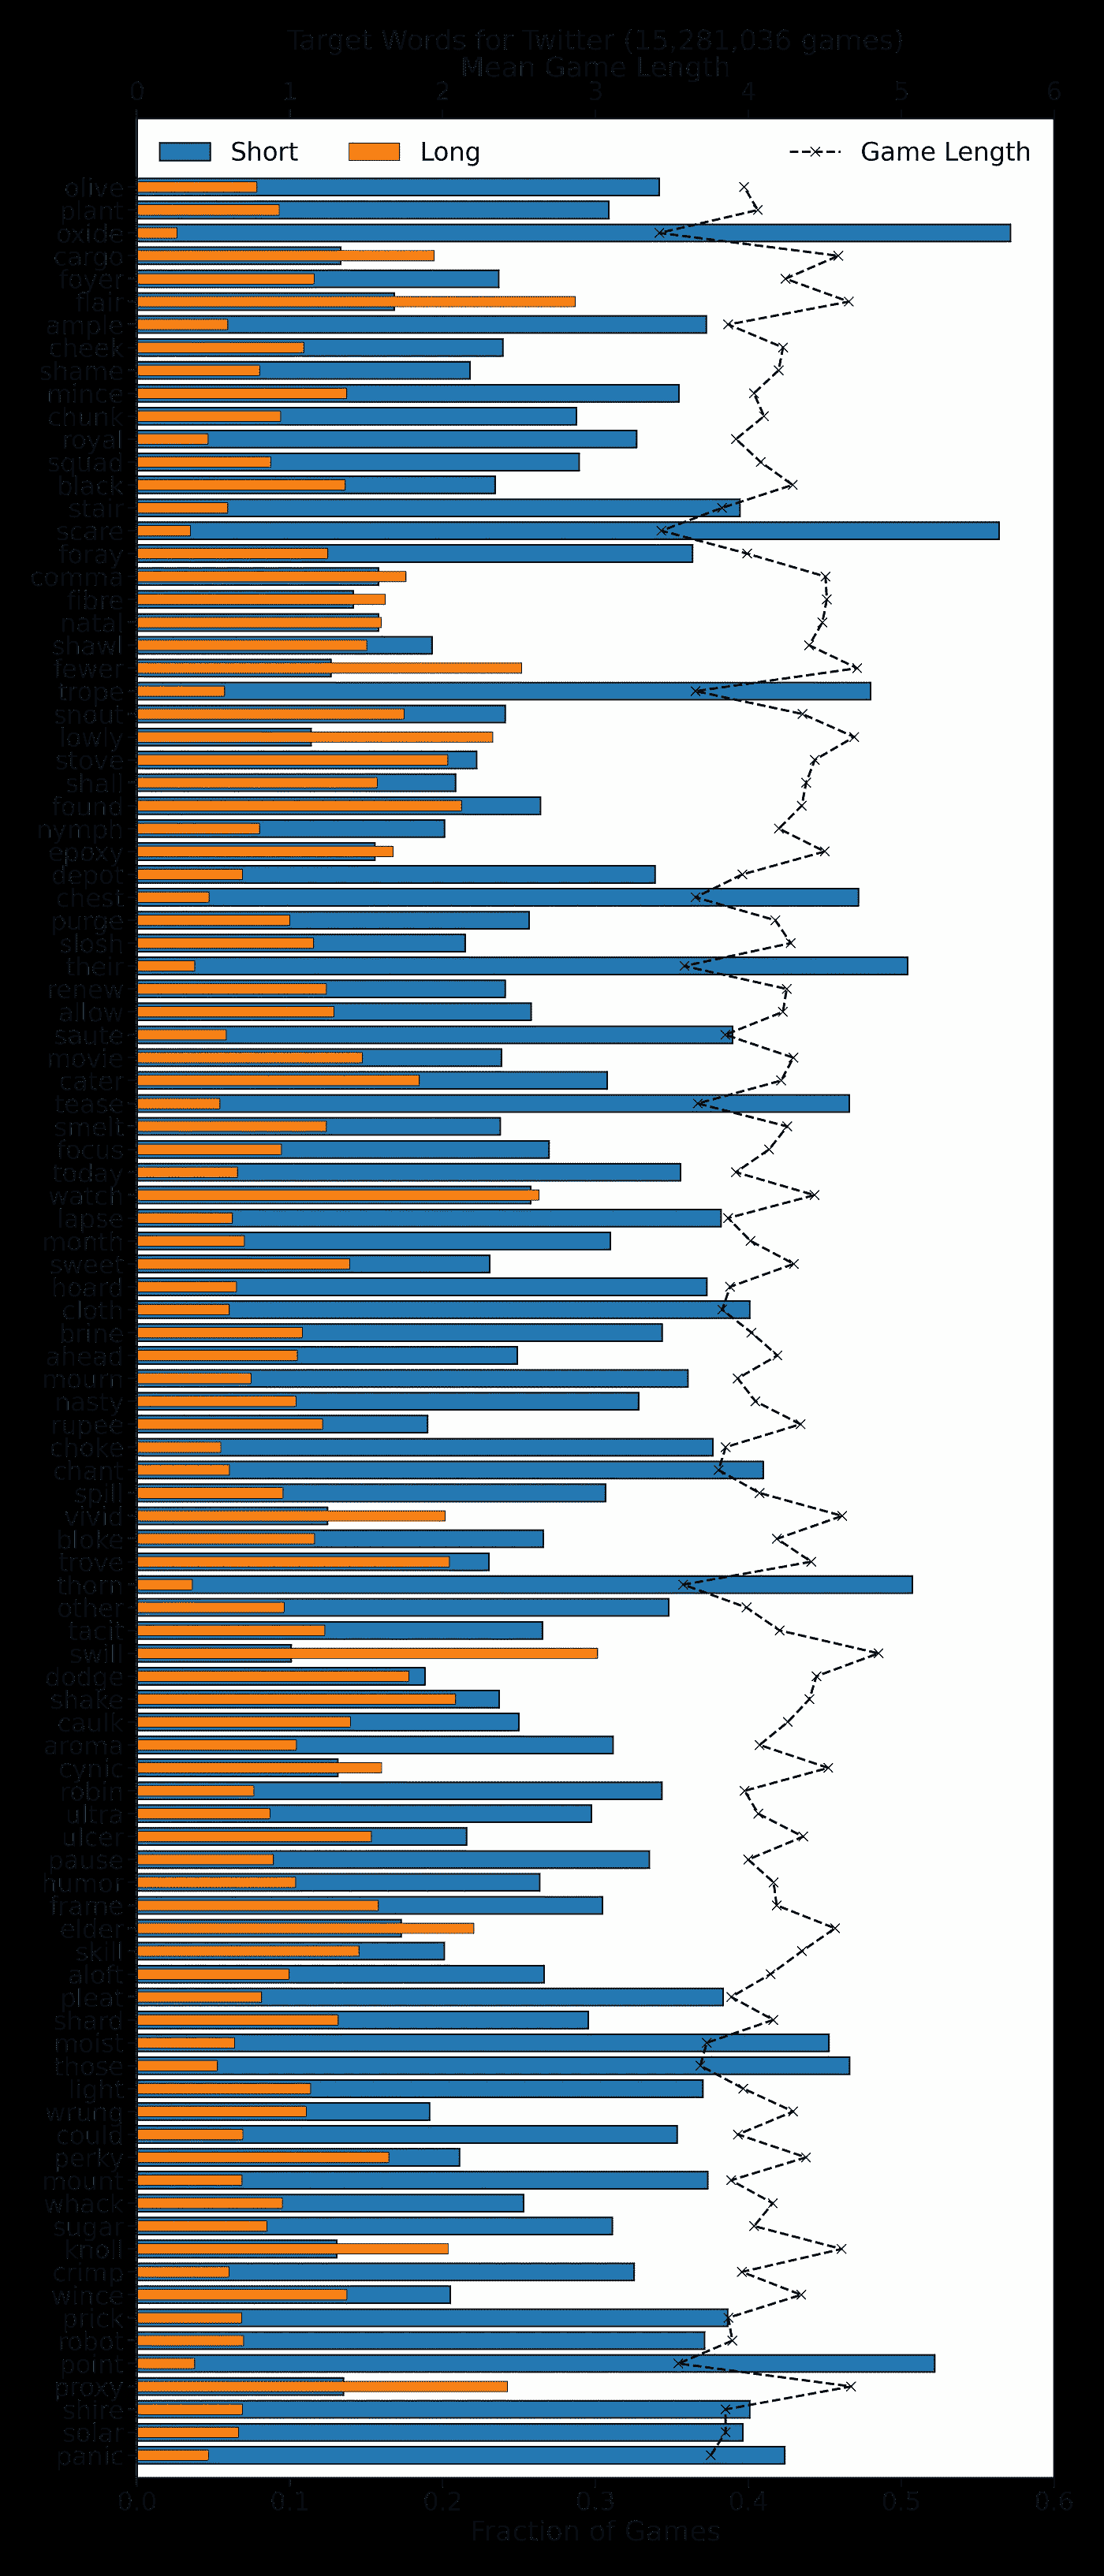 Target Words for Twitter (15,281,036 games)
Mean Game Length
0 1 2 3 4 5 6
Short Long Game Length
olive
plant
oxide
cargo
foyer
flair
ample
cheek
shame
mince
chunk
royal
squad
black
stair
scare
foray
comma
fibre
natal
shawl
fewer
trope
snout
lowly
stove
shall
found
nymph
epoxy
depot
chest
purge
slosh
their
renew
allow
saute
movie
cater
tease
smelt
focus
today
watch
lapse
month
sweet
hoard
cloth
brine
ahead
mourn
nasty
rupee
choke
chant
spill
vivid
bloke
trove
thorn
other
tacit
swill
dodge
shake
caulk
aroma
cynic
robin
ultra
ulcer
pause
humor
frame
elder
skill
aloft
pleat
shard
moist
those
light
wrung
could
perky
mount
whack
sugar
knoll
crimp
wince
prick
robot
point
proxy
shire
solar
panic
0.0 0.1 0.2 0.3 0.4 0.5 0.6
Fraction of Games